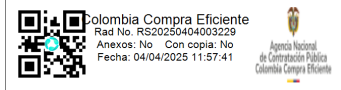 Colombia Compra Eficiente
Rad No. RS20250404003229
Anexos: No Con copia: No
Fecha: 04/04/2025 11:57:41
Agencia Nacional
de Contratación Pública
Colombia Compra Eficiente